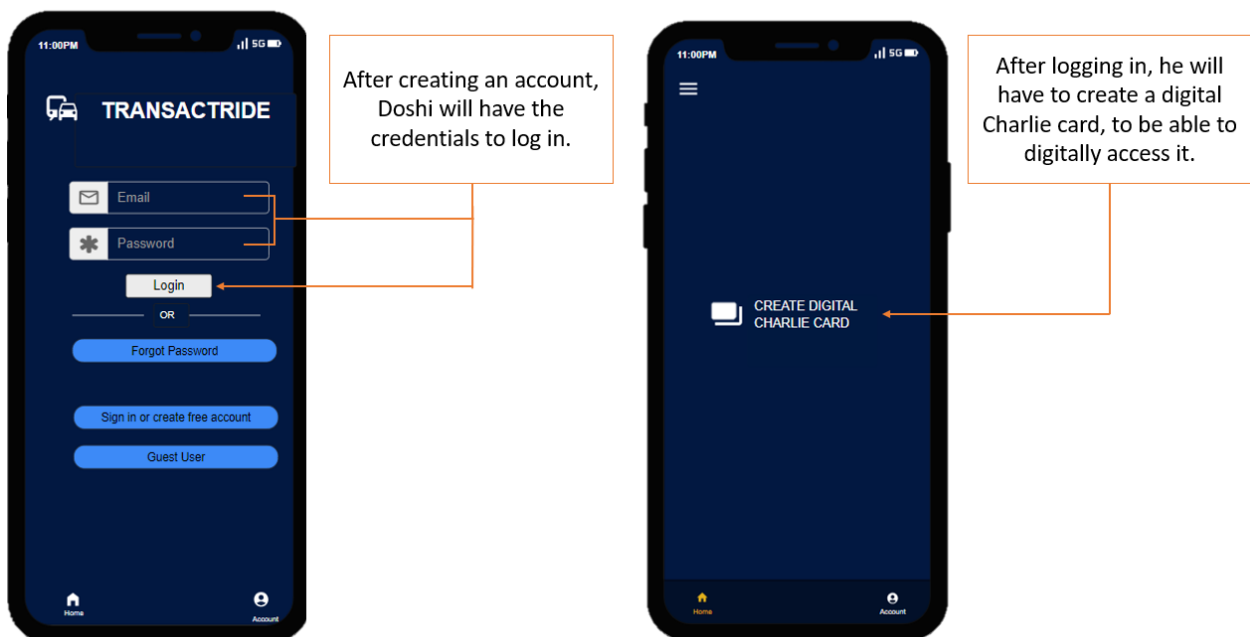 11:00PM
5G
TRANSACTRIDE
Email
Password
Login
OR
Forgot Password
Sign in or create free account
Guest User
Home
Account
After creating an account,
Doshi will have the
credentials to log in.
11:00PM
5G
CREATE DIGITAL
CHARLIE CARD
Home
Account
After logging in, he will
have to create a digital
Charlie card, to be able to
digitally access it.